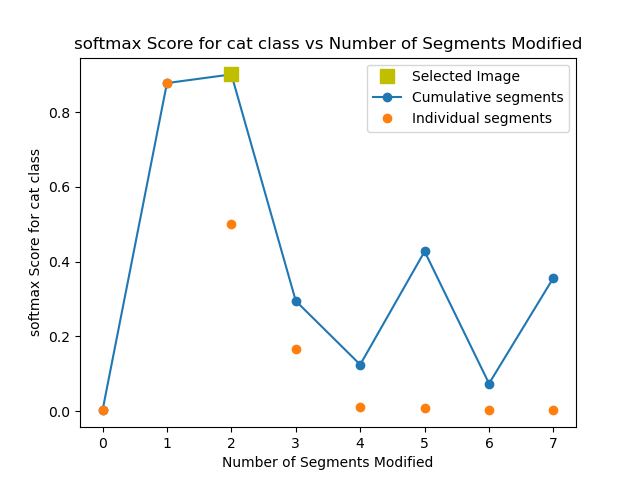 softmax Score for cat class vs Number of Segments Modified
Selected Image
Cumulative segments
Individual segments
softmax Score for cat class
0.8
0.6
0.4
0.2
0.0
0 1 2 3 4 5 6 7
Number of Segments Modified